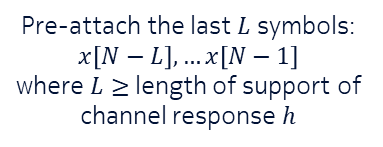 Pre-attach the last L symbols:
x[N − L], … x[N − 1]
where L ≥ length of support of
channel response h